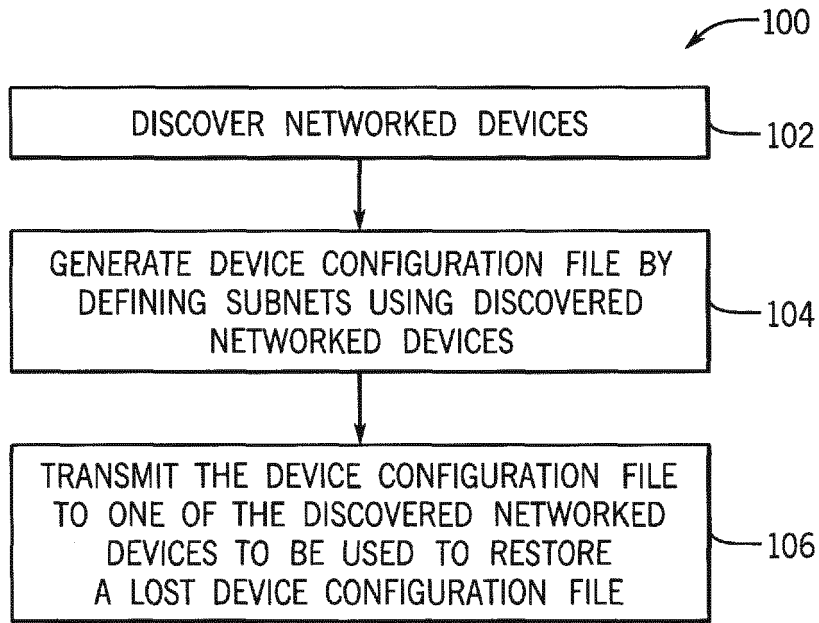 100
DISCOVER NETWORKED DEVICES
102
GENERATE DEVICE CONFIGURATION FILE BY
DEFINING SUBNETS USING DISCOVERED
NETWORKED DEVICES
104
TRANSMIT THE DEVICE CONFIGURATION FILE
TO ONE OF THE DISCOVERED NETWORKED
DEVICES TO BE USED TO RESTORE
A LOST DEVICE CONFIGURATION FILE
106